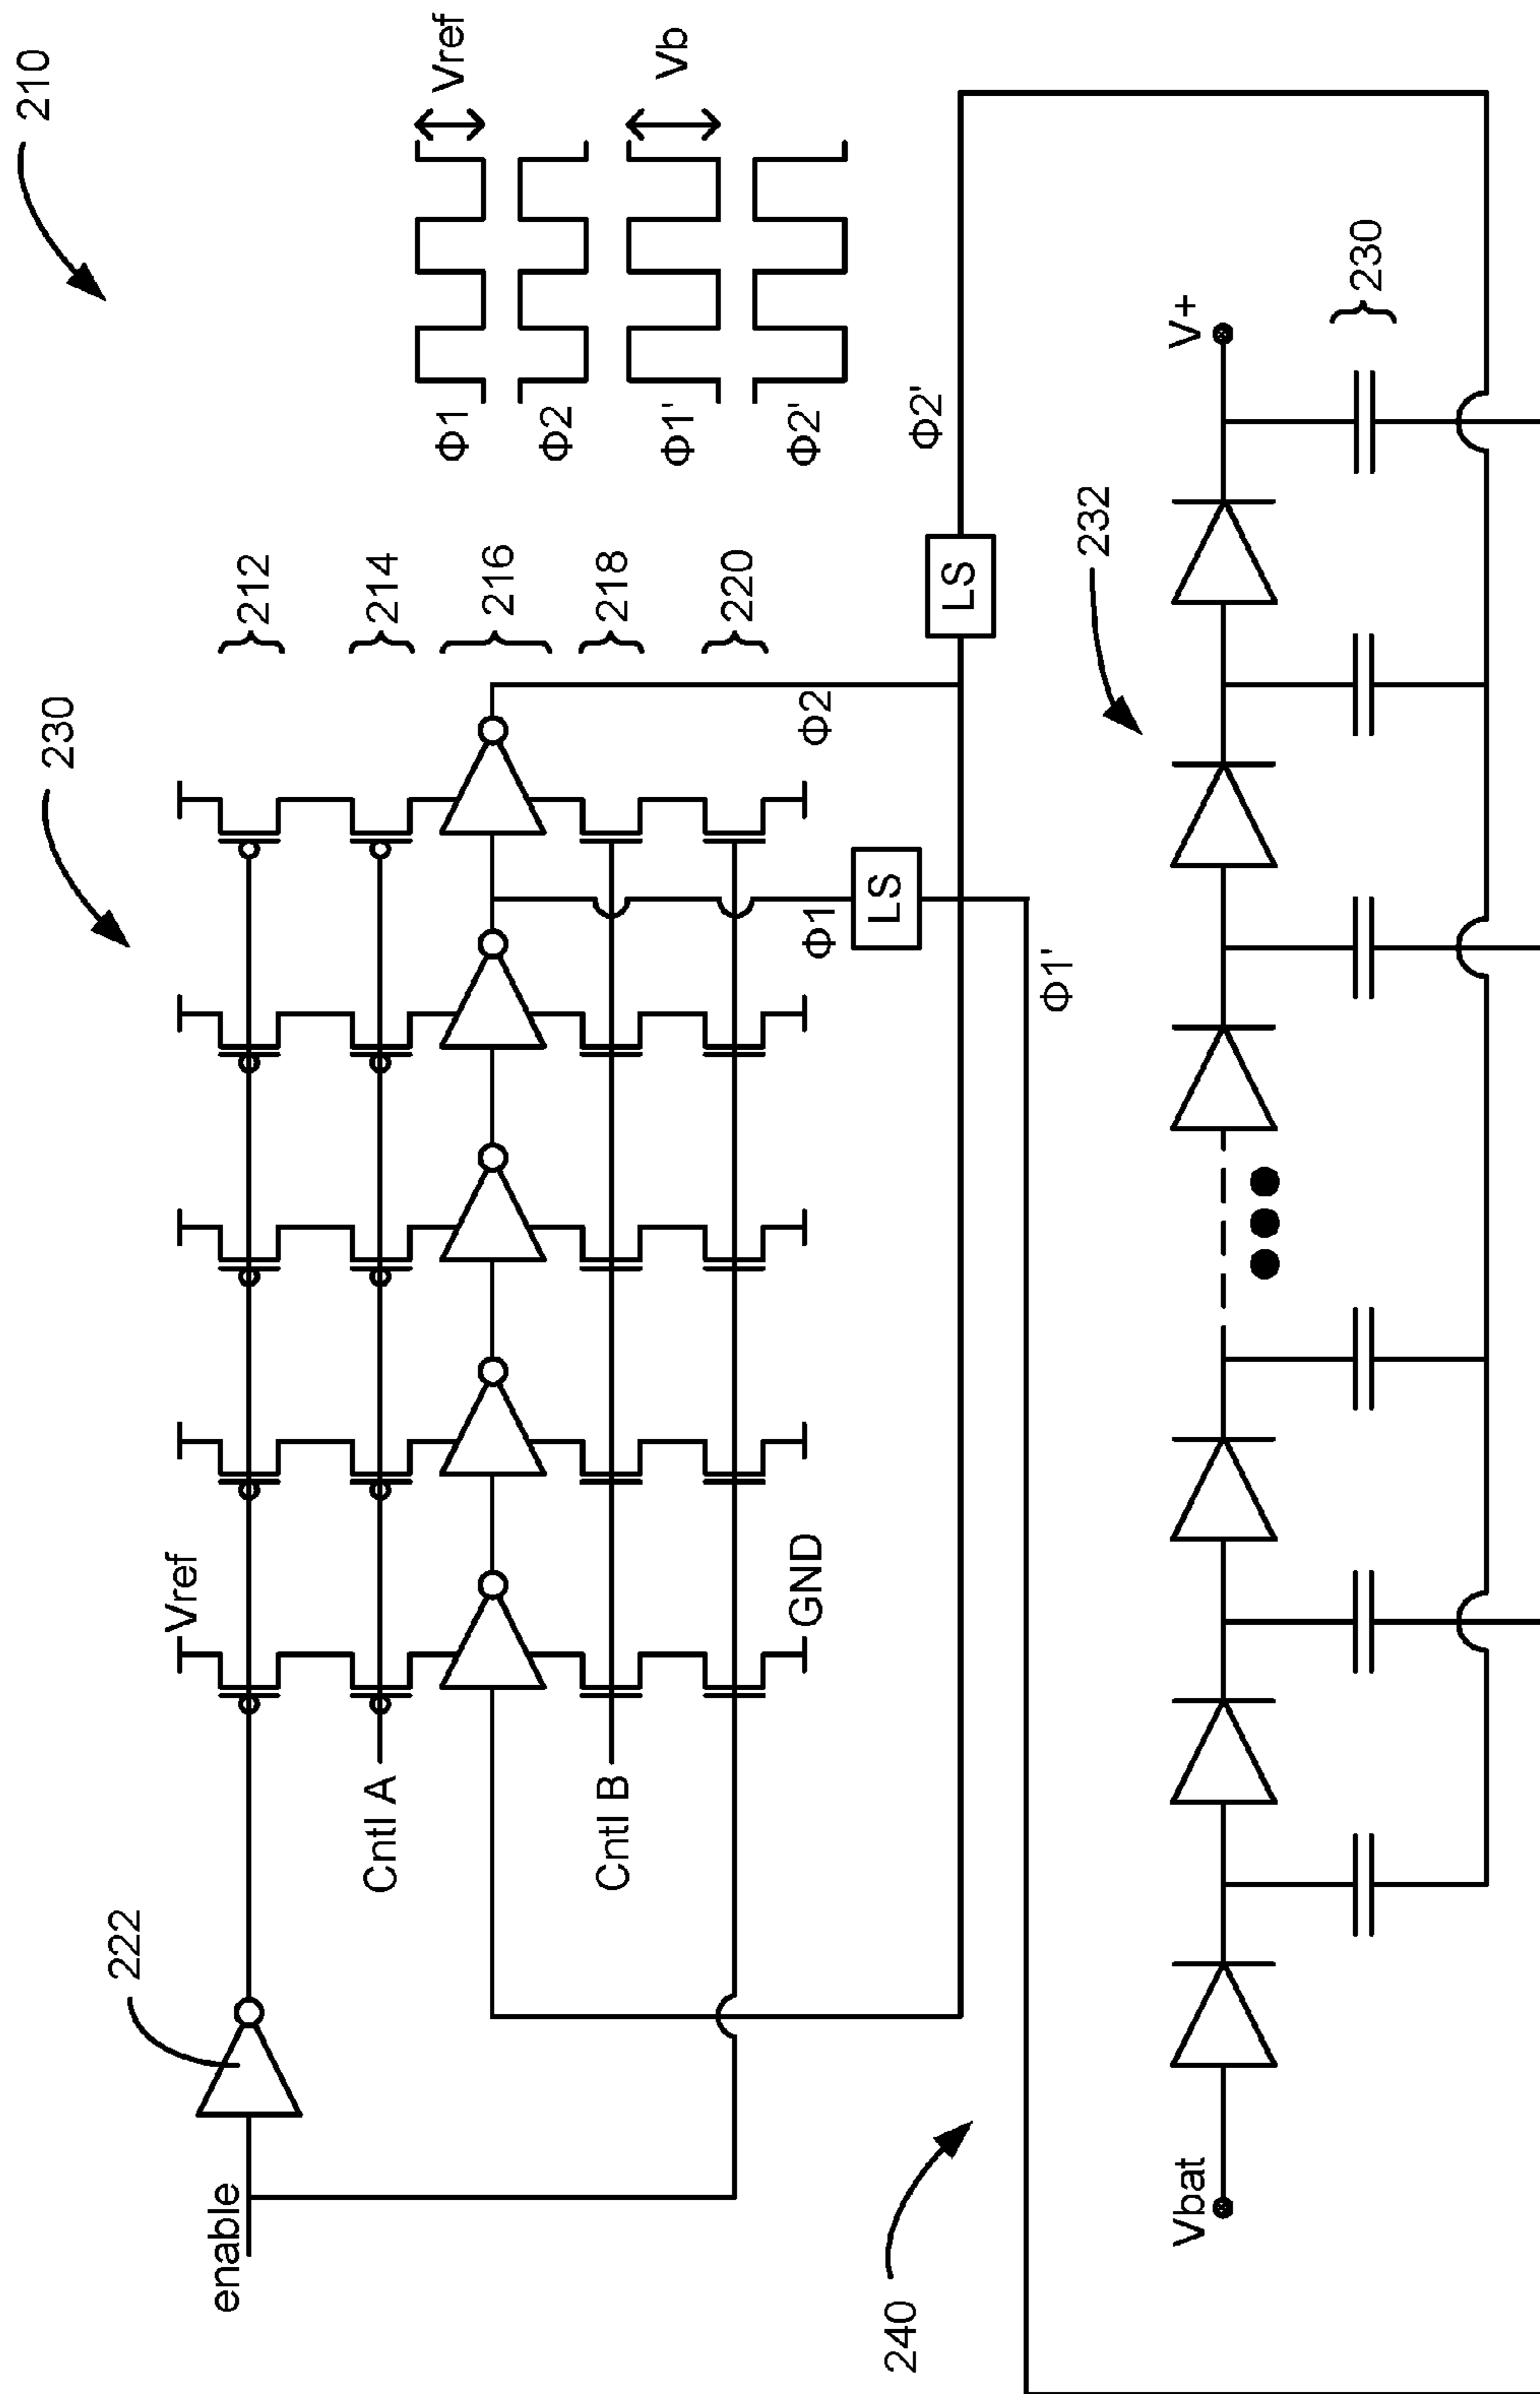 210
230
enable
222
Vref
212
Cntl A
214
216
Cntl B
218
220
GND
Φ1
Φ2
LS
Φ1
Vref
Φ2
Φ1'
Vb
Φ2'
240
Φ1'
LS
Φ2'
232
Vbat
V+
230